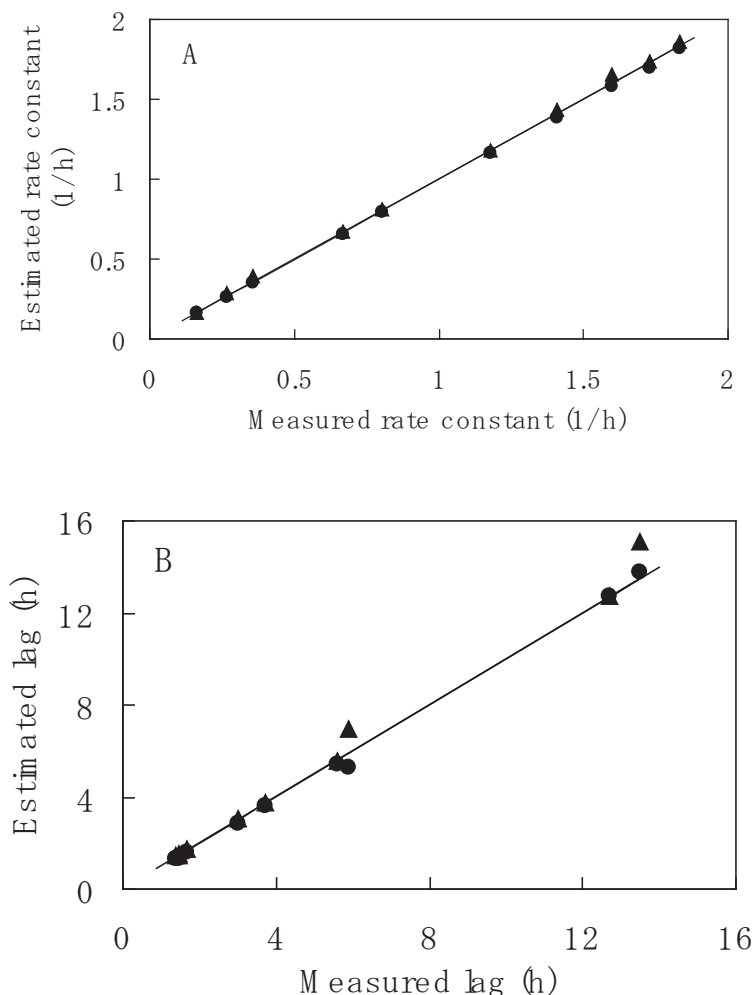 A
Estimated rate constant
(1/h)
2
1.5
1
0.5
0
0 0.5 1 1.5 2
Measured rate constant (1/h)
B
Estimated lag (h)
16
12
8
4
0
0 4 8 12 16
Measured lag (h)